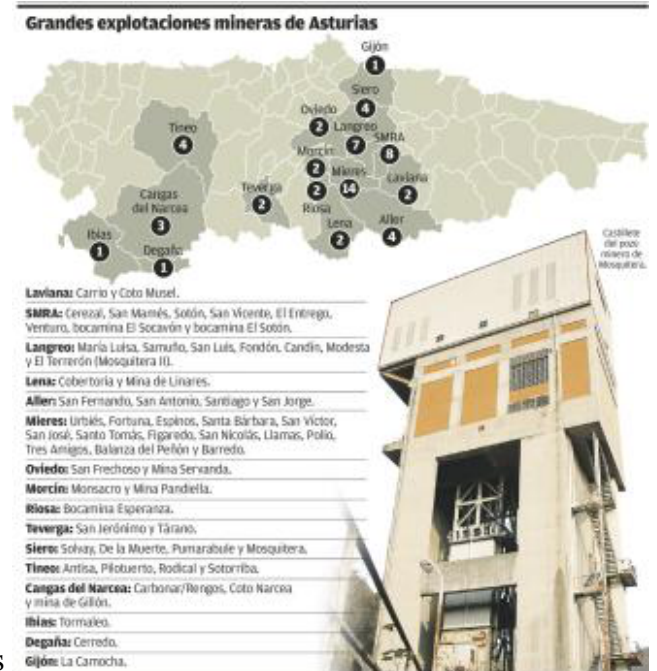 Grandes explotaciones mineras de Asturias
Gijón
1
Siero
4
Oviedo
2
Langreo
7
SMRA
8
Tineo
4
Morcín
2
Mieres
14
Laviana
2
Teverga
2
2
Riosa
Cangas
del Narcea
3
Lena
2
Aller
4
Ibias
1
Degaña
1
Castillete
del pozo
minero de
Mosquitera.
Laviana: Carrio y Coto Musel.
SMRA: Cerezal, San Mamés, Sotón, San Vicente, El Entrego,
Venturo, bocamina El Socavón y bocamina El Sotón.
Langreo: María Luisa, Samuño, San Luis, Fondón, Candin, Modesta
y El Terrerón (Mosquitera II).
Lena: Cobertoria y Mina de Linares.
Aller: San Fernando, San Antonio, Santiago y San Jorge.
Mieres: Urbiés, Fortuna, Espinos, Santa Bárbara, San Víctor,
San José, Santo Tomás, Figaredo, San Nicolás, Llamas, Polio,
Tres Amigos, Balanza del Peñón y Barredo.
Oviedo: San Frechoso y Mina Servanda.
Morcín: Monsacro y Mina Pandiella.
Riosa: Bocamina Esperanza.
Teverga: San Jerónimo y Tárano.
Siero: Solvay, De la Muerte, Pumarabule y Mosquitera.
Tineo: Antisa, Pilotuerto, Rodical y Sotorriba.
Cangas del Narcea: Carbonar/Rengos, Coto Narcea
y mina de Gillón.
Ibias: Tormaleo.
Degaña: Cerredo.
s
Gijón: La Camocha.